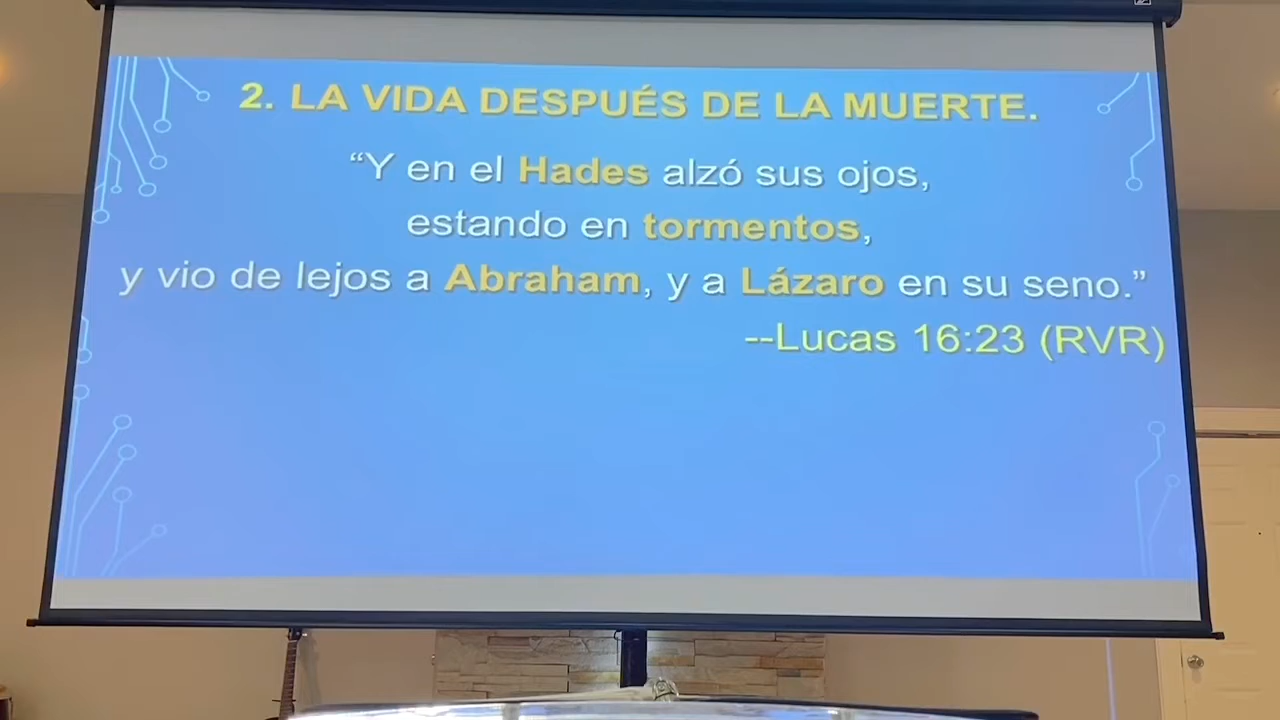 2. LA VIDA DESPUÉS DE LA MUERTE.
“Y en el Hades alzó sus ojos,
estando en tormentos,
y vio de lejos a Abraham, y a Lázaro en su seno.”
--Lucas 16:23 (RVR)